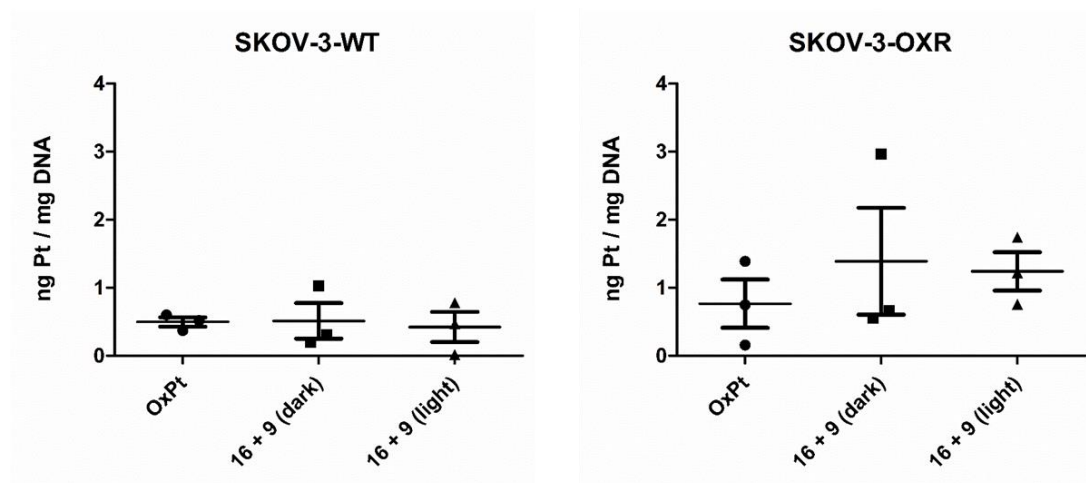 SKOV-3-WT
ng Pt / mg DNA
4
3
2
1
0
OxPt
16 + 9 (dark)
16 + 9 (light)
SKOV-3-OXR
ng Pt / mg DNA
4
3
2
1
0
OxPt
16 + 9 (dark)
16 + 9 (light)